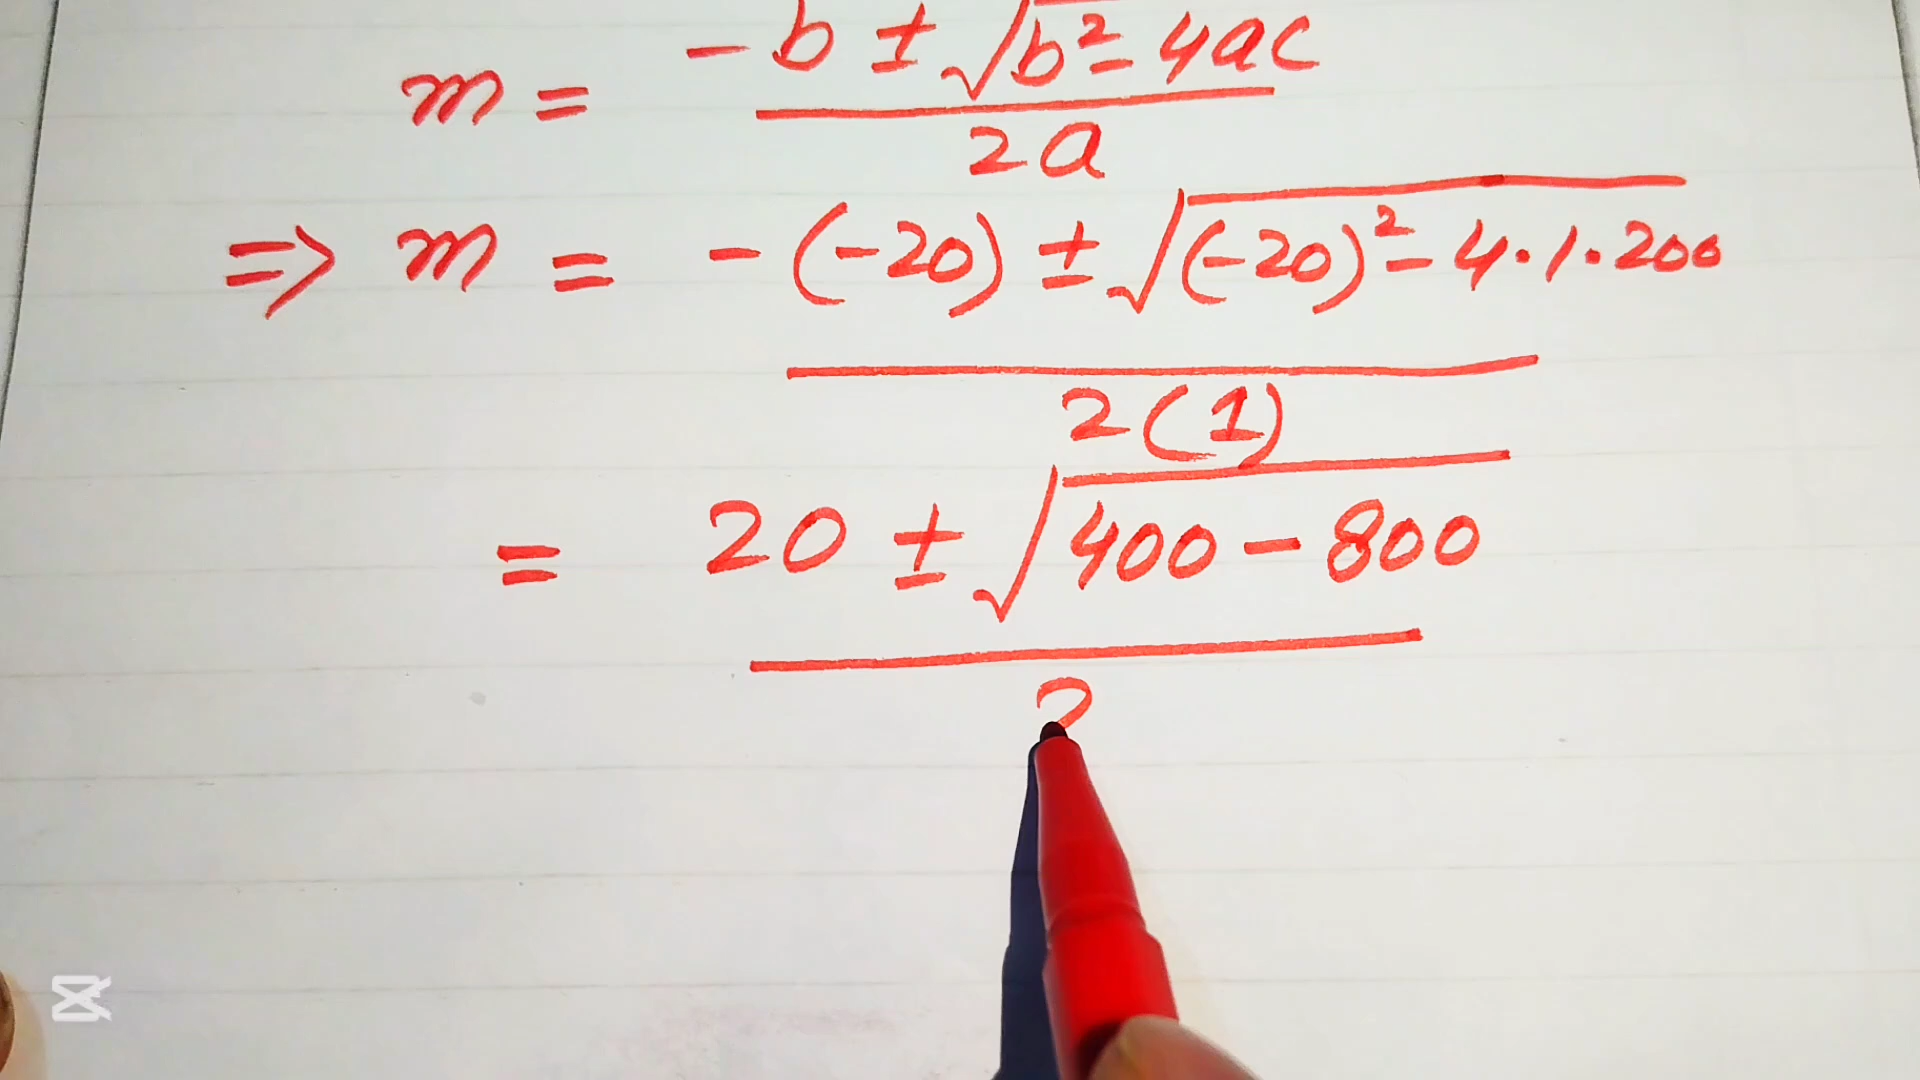 m = -b ± √b² - 4ac
2a
⇒ m = -(-20) ± √(-20)² - 4·1·200
2(1)
= 20 ± √400 - 800
2